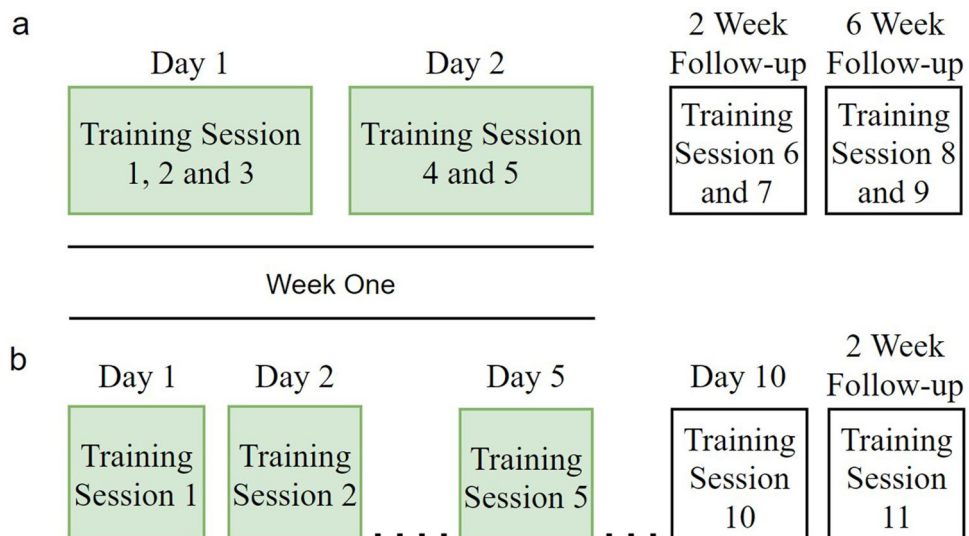 a
Day 1
Day 2
2 Week
Follow-up
6 Week
Follow-up
Training Session
1, 2 and 3
Training Session
4 and 5
Training
Session 6
and 7
Training
Session 8
and 9
Week One
b
Day 1
Day 2
Day 5
Day 10
2 Week
Follow-up
Training
Session 1
Training
Session 2
. . . .
Training
Session 5
. . .
Training
Session
10
Training
Session
11